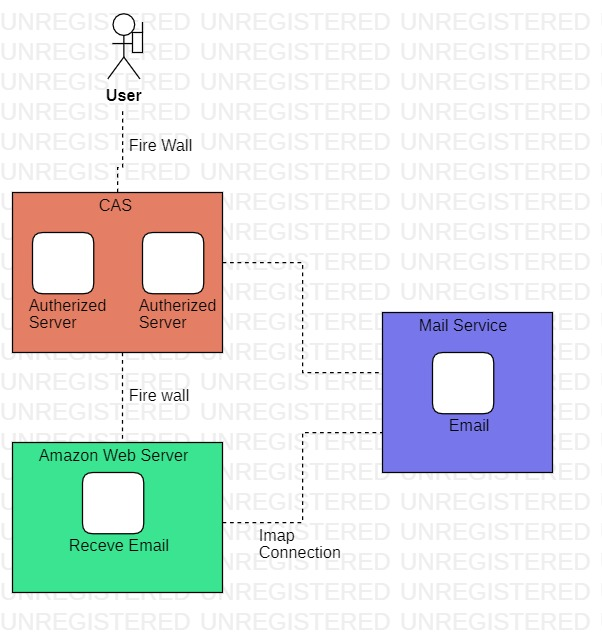 User
Fire Wall
CAS
Autherized
Server
Autherized
Server
Mail Service
Email
Fire wall
Amazon Web Server
Receve Email
Imap
Connection
UNREGISTERED